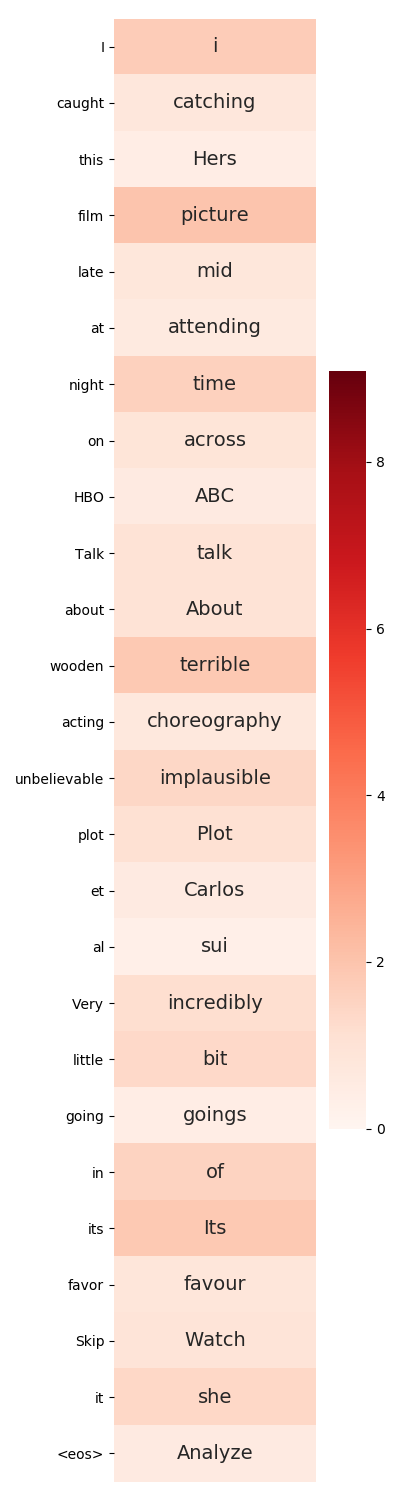 I i
caught catching
this Hers
film picture
late mid
at attending
night time
on across
HBO ABC
8
Talk talk
about About
6
wooden terrible
acting choreography
unbelievable implausible
4
plot Plot
et Carlos
al sui
2
Very incredibly
little bit
going goings
0
in of
its Its
favor favour
Skip Watch
it she
<eos> Analyze